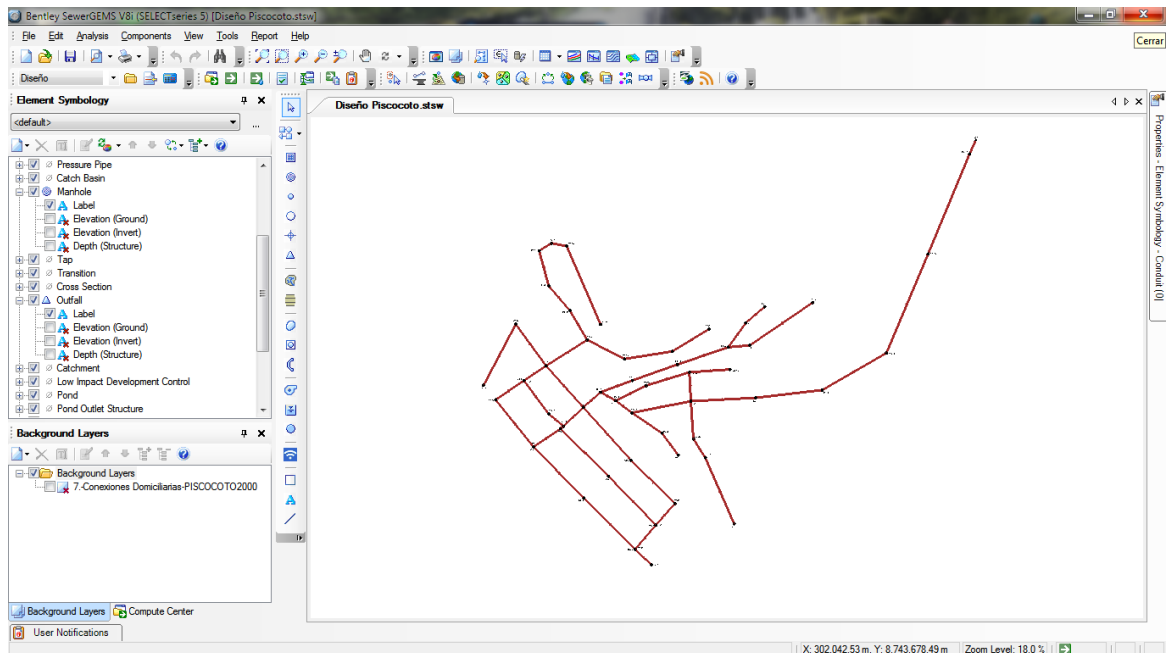 Bentley SewerGEMS V8i (SELECTseries 5) [Diseño Piscocoto.stsw]
File Edit Analysis Components View Tools Report Help
Cerrar
Diseño
Element Symbology
<default>
...
Pressure Pipe
Catch Basin
Manhole
Label
Elevation (Ground)
Elevation (Invert)
Depth (Structure)
Tap
Transition
Cross Section
Outfall
Label
Elevation (Ground)
Elevation (Invert)
Depth (Structure)
Catchment
Low Impact Development Control
Pond
Pond Outlet Structure
Background Layers
Background Layers
7.-Conexiones Domiciliarias-PISCOCOTO2000
Background Layers Compute Center
User Notifications
Diseño Piscocoto.stsw
Properties - Element Symbology - Conduit (0)
X: 302.042,53 m, Y: 8.743.678,49 m Zoom Level: 18.0 %